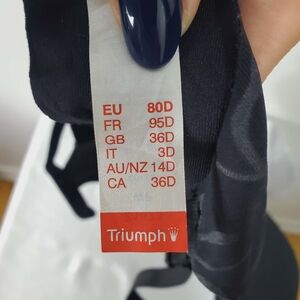 EU 80D
FR 95D
GB 36D
IT 3D
AU/NZ 14D
CA 36D
Triumph